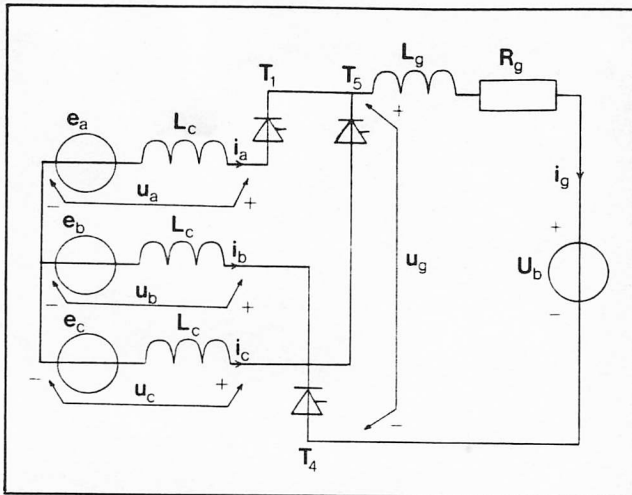 T1 T5 Lg Rg
+
ea Lc ia
− ua +
ig
eb Lc ib
− ub +
ug
+
Ub
−
ec Lc ic
− uc +
−
T4